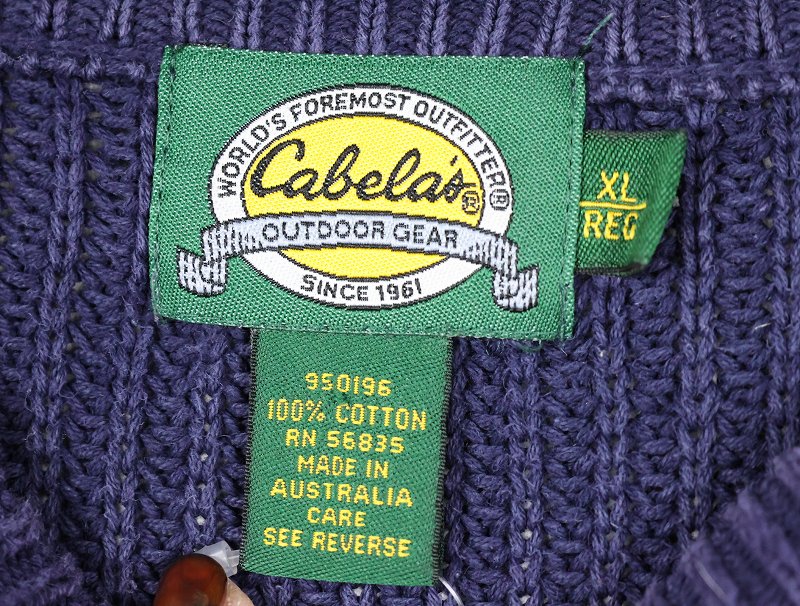 WORLD'S FOREMOST OUTFITTER®
Cabela's®
OUTDOOR GEAR
SINCE 1961
XL
REG
950196
100% COTTON
RN 56835
MADE IN
AUSTRALIA
CARE
SEE REVERSE